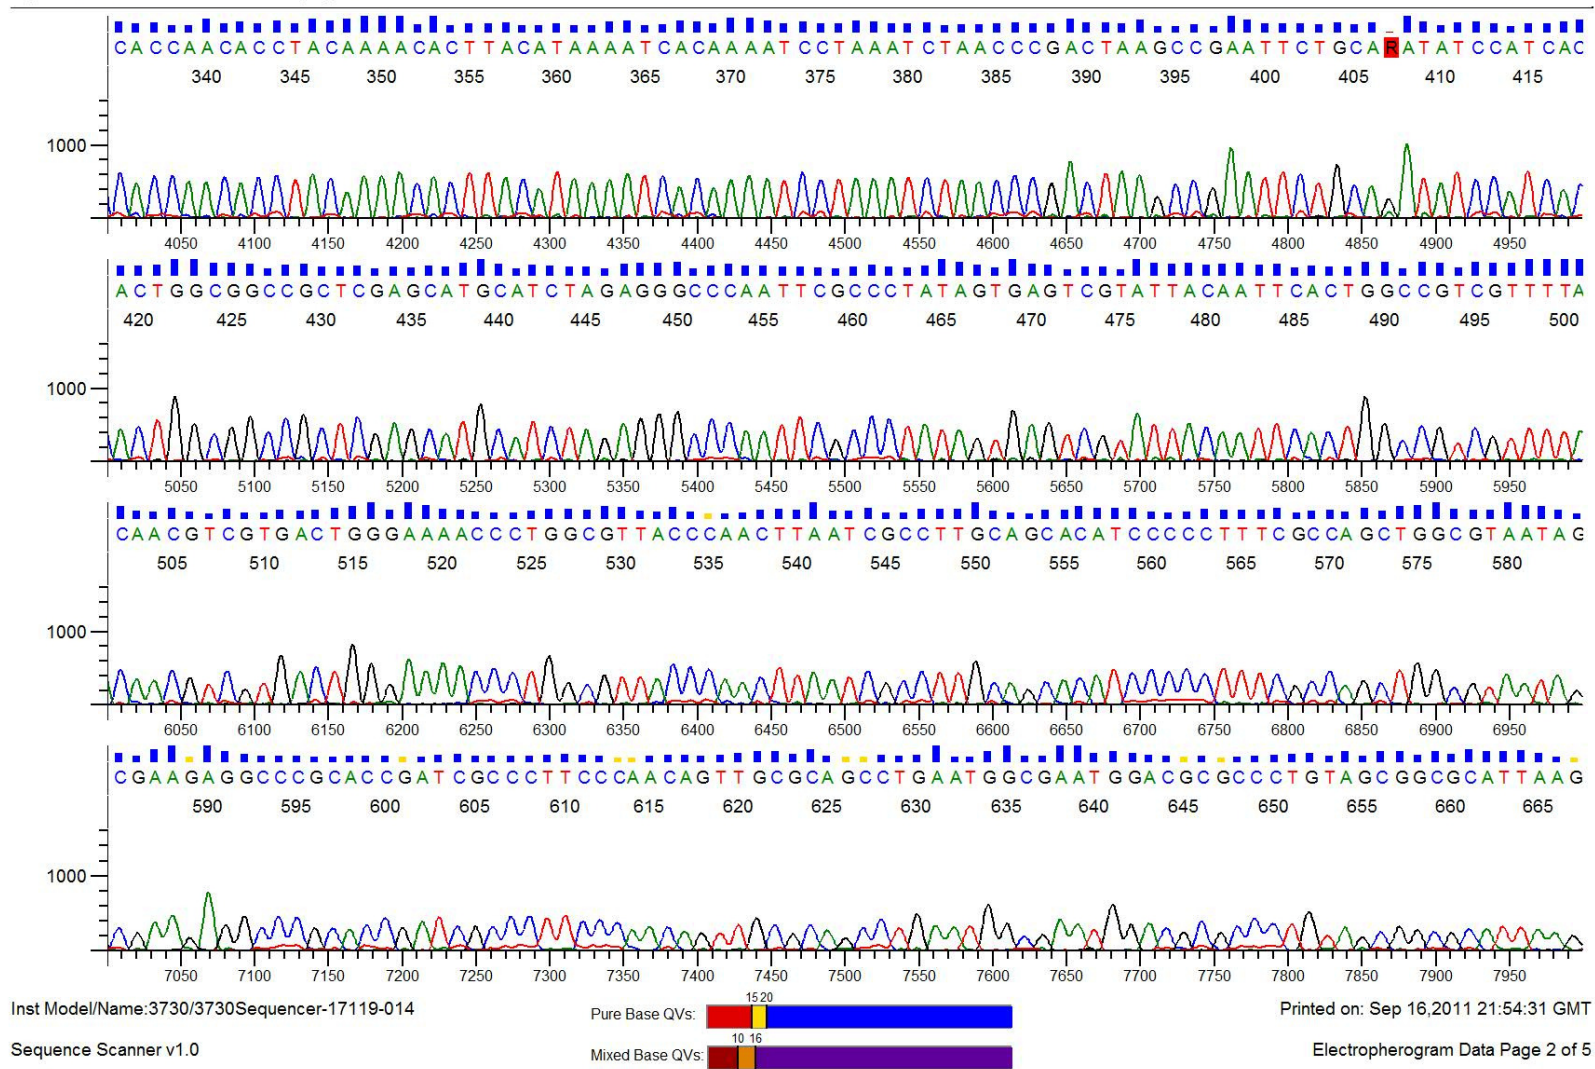 CACCAACACCTACAAAACACTTACATAAAATCACAAAATCCTAAATCTAACCCGACTAAGCCGAATTCTGCARATATCCATCAC
340 345 350 355 360 365 370 375 380 385 390 395 400 405 410 415
1000
4050 4100 4150 4200 4250 4300 4350 4400 4450 4500 4550 4600 4650 4700 4750 4800 4850 4900 4950
ACTGGCGGCCGCTCGAGCATGCATCTAGAGGGCCCAATTCGCCCTATAGTGAGTCGTATTACAATTCACTGGCCGTCGTTTTA
420 425 430 435 440 445 450 455 460 465 470 475 480 485 490 495 500
1000
5050 5100 5150 5200 5250 5300 5350 5400 5450 5500 5550 5600 5650 5700 5750 5800 5850 5900 5950
CAACGTCGTGACTGGGAAAACCCTGGCGTTACCCAACTTAATCGCCTTGCAGCACATCCCCCTTTCGCCAGCTGGCGTAATAG
505 510 515 520 525 530 535 540 545 550 555 560 565 570 575 580
1000
6050 6100 6150 6200 6250 6300 6350 6400 6450 6500 6550 6600 6650 6700 6750 6800 6850 6900 6950
CGAAGAGGCCCGCACCGATCGCCCTTCCCAACAGTTGCGCAGCCTGAATGGCGAATGGACGCGCCCTGTAGCGGCGCATTAAG
590 595 600 605 610 615 620 625 630 635 640 645 650 655 660 665
1000
7050 7100 7150 7200 7250 7300 7350 7400 7450 7500 7550 7600 7650 7700 7750 7800 7850 7900 7950
Inst Model/Name:3730/3730Sequencer-17119-014
15 20
Pure Base QVs:
Printed on: Sep 16,2011 21:54:31 GMT
Sequence Scanner v1.0
10 16
Mixed Base QVs:
Electropherogram Data Page 2 of 5